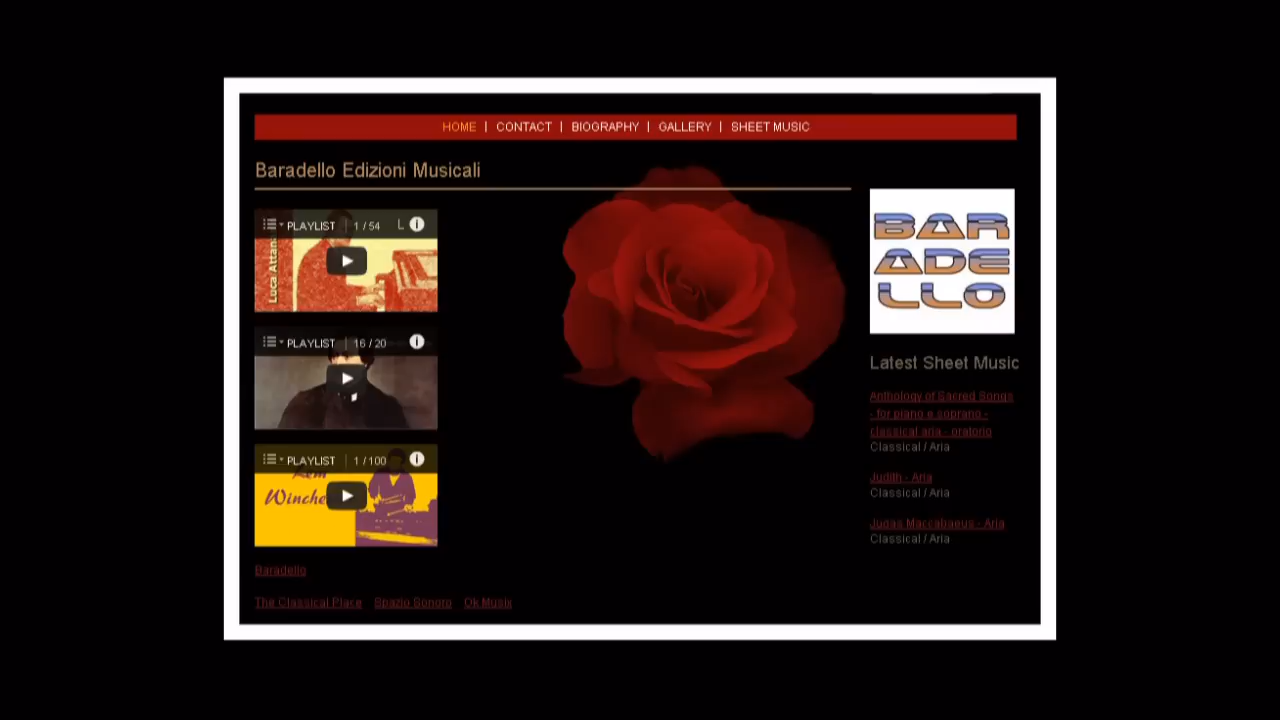 HOME | CONTACT | BIOGRAPHY | GALLERY | SHEET MUSIC
Baradello Edizioni Musicali
PLAYLIST 1 / 54 L
Luca Attan
PLAYLIST 16 / 20
PLAYLIST 1 / 100
Lem
Winche
Baradello
The Classical Place Spazio Sonoro Ok Musix
BAR
ADE
LLO
Latest Sheet Music
Anthology of Sacred Songs
- for piano e soprano -
classical aria - oratorio
Classical / Aria
Judith - Aria
Classical / Aria
Judas Maccabaeus - Aria
Classical / Aria